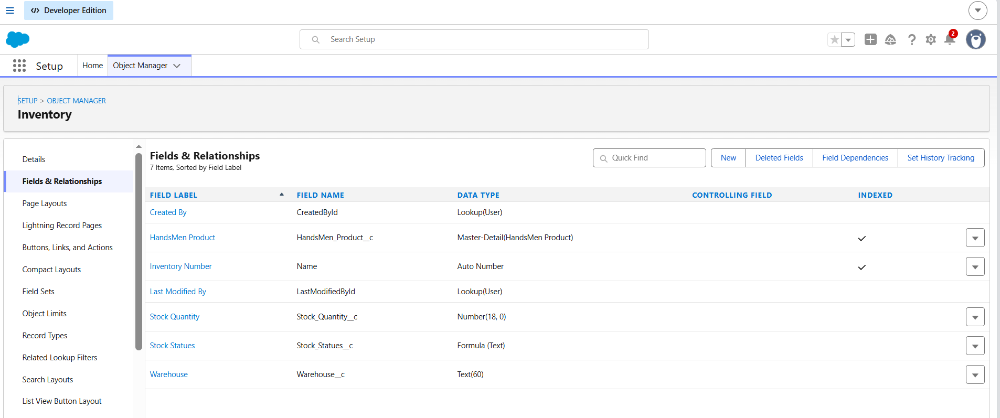 Developer Edition
Search Setup
2
Setup
Home
Object Manager
SETUP > OBJECT MANAGER
Inventory
Details
Fields & Relationships
Page Layouts
Lightning Record Pages
Buttons, Links, and Actions
Compact Layouts
Field Sets
Object Limits
Record Types
Related Lookup Filters
Search Layouts
List View Button Layout
Fields & Relationships
7 Items, Sorted by Field Label
Quick Find
New
Deleted Fields
Field Dependencies
Set History Tracking
FIELD LABEL FIELD NAME DATA TYPE CONTROLLING FIELD INDEXED
Created By CreatedById Lookup(User)
HandsMen Product HandsMen_Product__c Master-Detail(HandsMen Product)
Inventory Number Name Auto Number
Last Modified By LastModifiedById Lookup(User)
Stock Quantity Stock_Quantity__c Number(18, 0)
Stock Statues Stock_Statues__c Formula (Text)
Warehouse Warehouse__c Text(60)